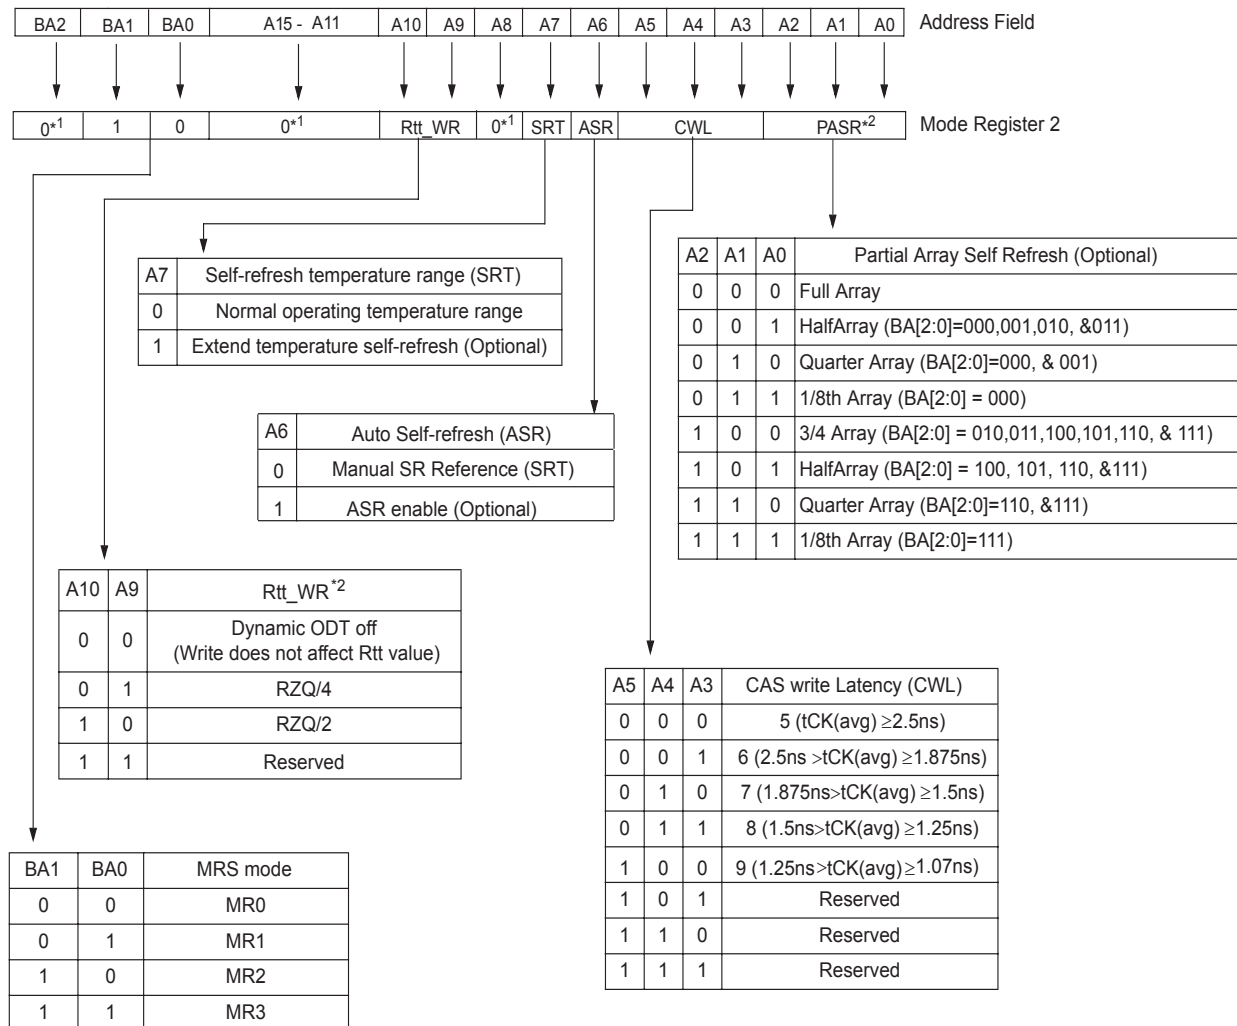 BA2 BA1 BA0 A15 - A11 A10 A9 A8 A7 A6 A5 A4 A3 A2 A1 A0 Address Field
0*1 1 0 0*1 Rtt_WR 0*1 SRT ASR CWL PASR*2 Mode Register 2
A7 Self-refresh temperature range (SRT)
0 Normal operating temperature range
1 Extend temperature self-refresh (Optional)
A2 A1 A0 Partial Array Self Refresh (Optional)
0 0 0 Full Array
0 0 1 HalfArray (BA[2:0]=000,001,010, &011)
0 1 0 Quarter Array (BA[2:0]=000, & 001)
0 1 1 1/8th Array (BA[2:0] = 000)
1 0 0 3/4 Array (BA[2:0] = 010,011,100,101,110, & 111)
1 0 1 HalfArray (BA[2:0] = 100, 101, 110, &111)
1 1 0 Quarter Array (BA[2:0]=110, &111)
1 1 1 1/8th Array (BA[2:0]=111)
A6 Auto Self-refresh (ASR)
0 Manual SR Reference (SRT)
1 ASR enable (Optional)
A10 A9 Rtt_WR*2
0 0 Dynamic ODT off
(Write does not affect Rtt value)
0 1 RZQ/4
1 0 RZQ/2
1 1 Reserved
A5 A4 A3 CAS write Latency (CWL)
0 0 0 5 (tCK(avg) ≥2.5ns)
0 0 1 6 (2.5ns >tCK(avg) ≥1.875ns)
0 1 0 7 (1.875ns>tCK(avg) ≥1.5ns)
0 1 1 8 (1.5ns>tCK(avg) ≥1.25ns)
1 0 0 9 (1.25ns>tCK(avg)≥1.07ns)
1 0 1 Reserved
1 1 0 Reserved
1 1 1 Reserved
BA1 BA0 MRS mode
0 0 MR0
0 1 MR1
1 0 MR2
1 1 MR3